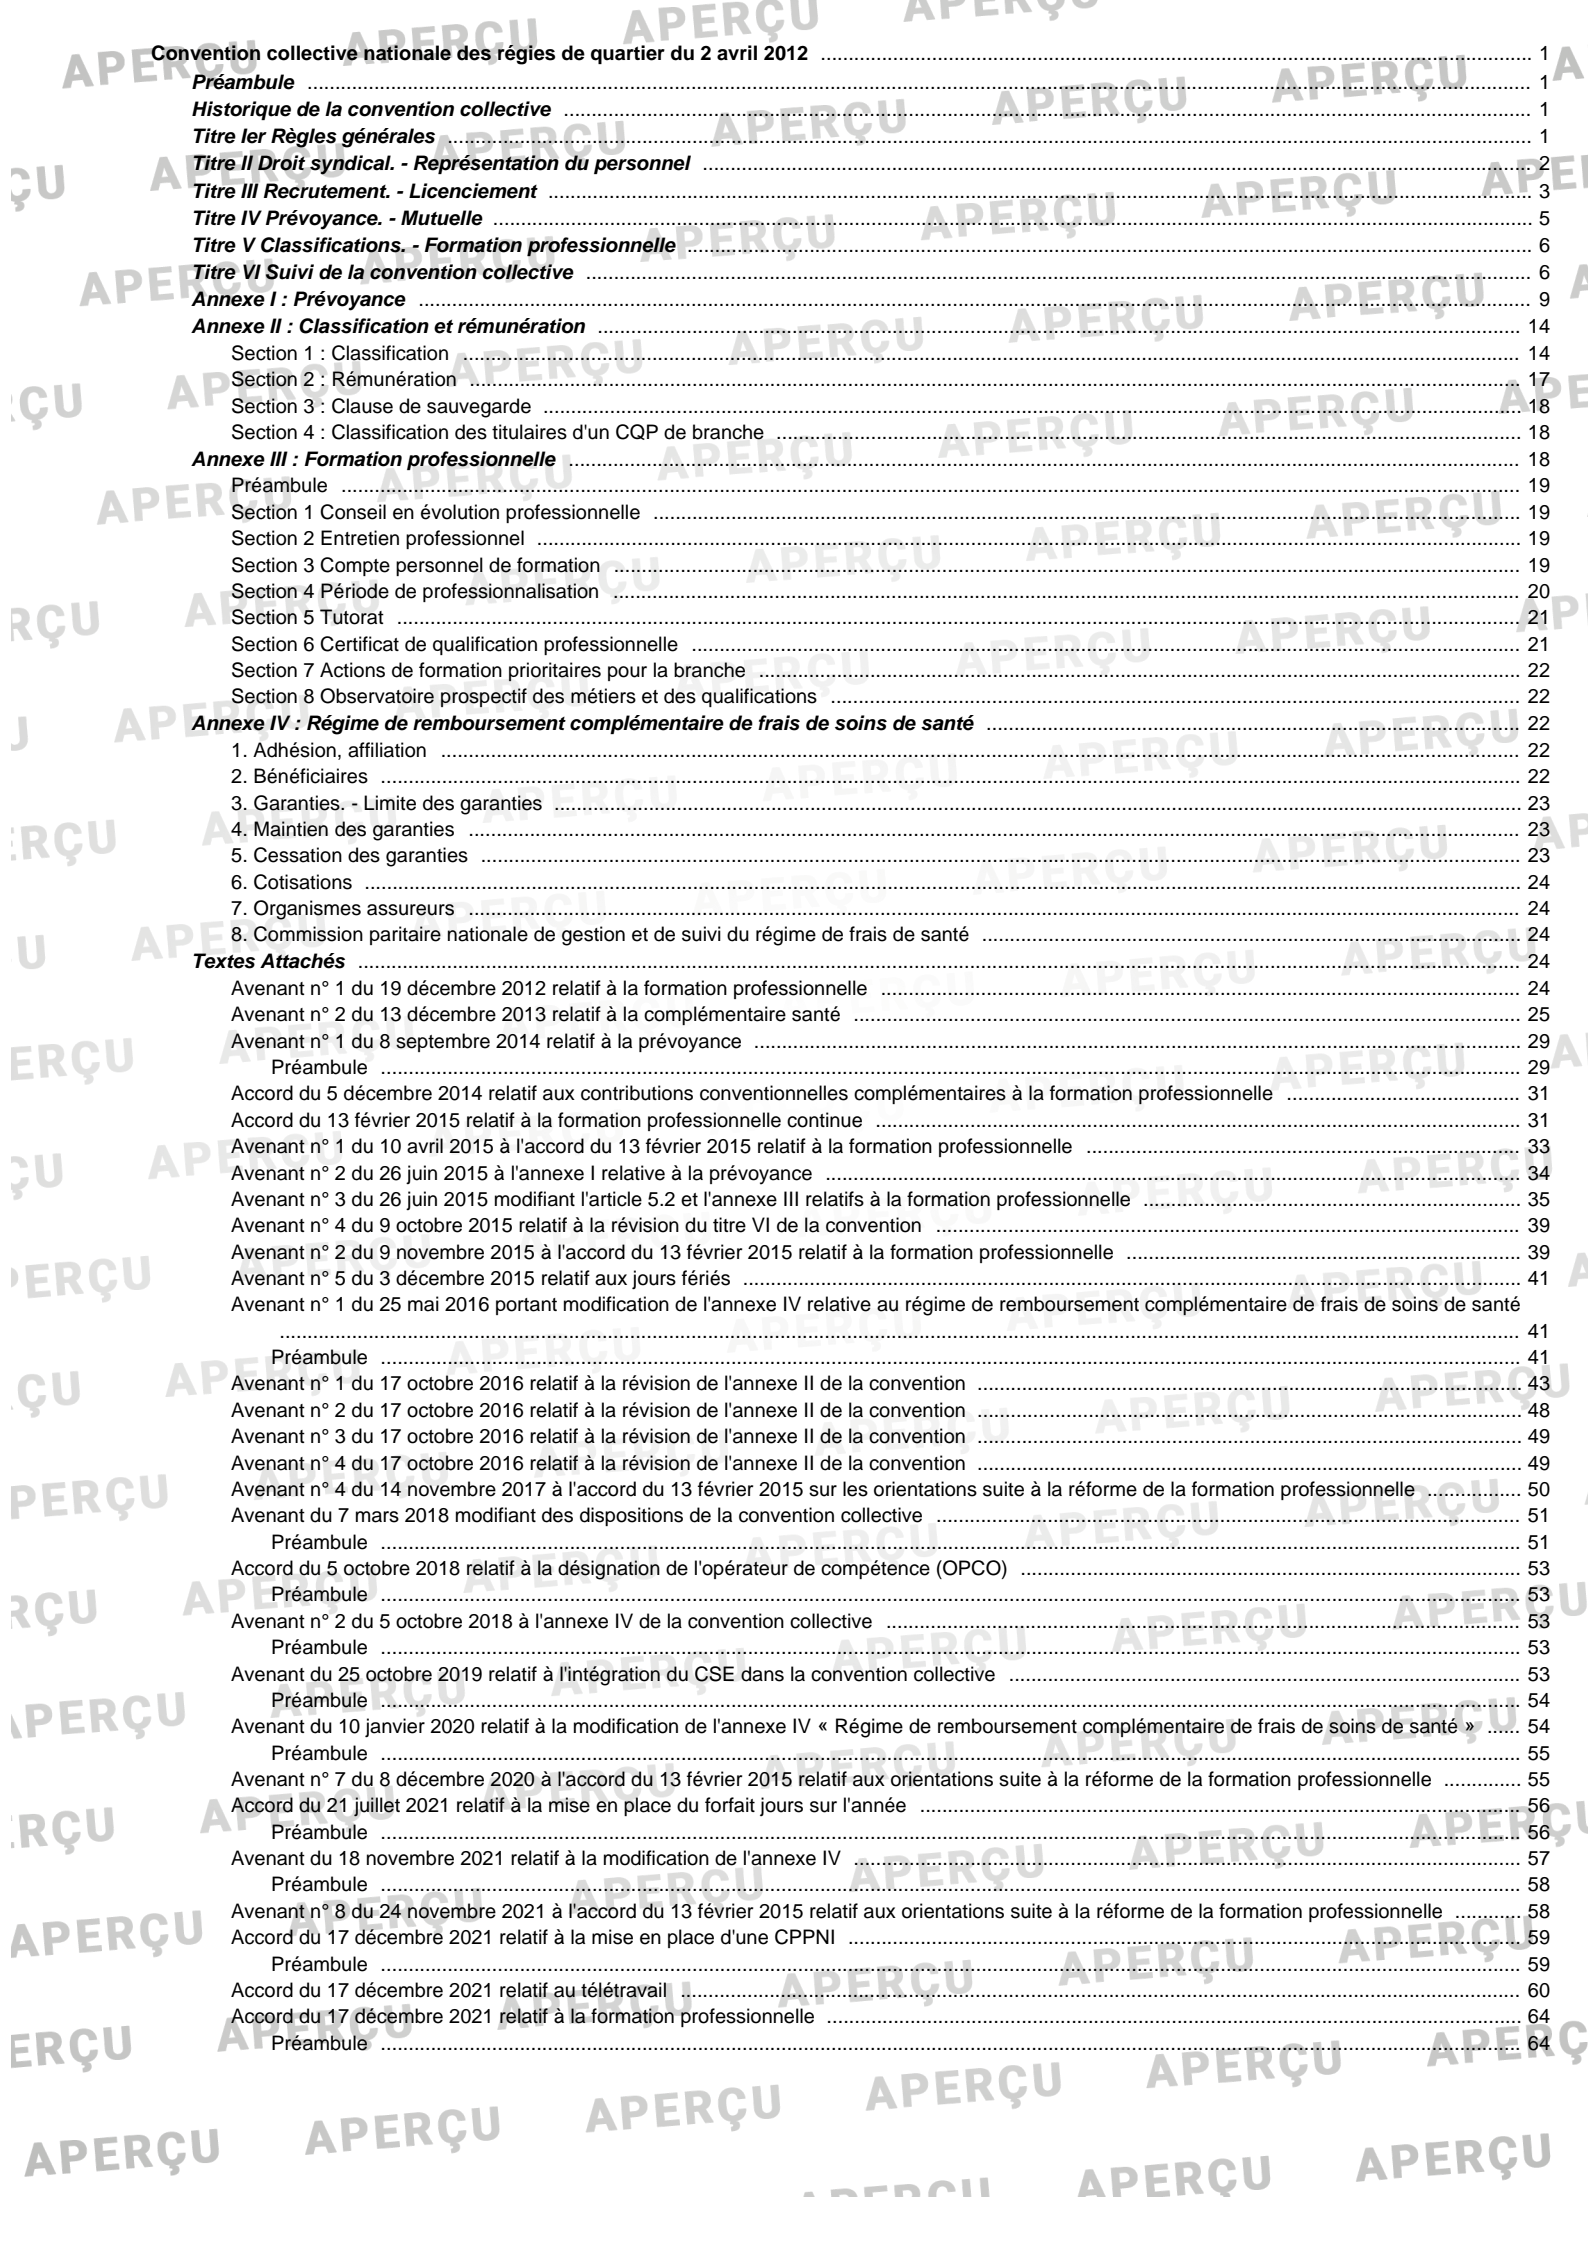 Convention collective nationale des régies de quartier du 2 avril 2012 ........ 1
Préambule ........ 1
Historique de la convention collective ........ 1
Titre Ier Règles générales ........ 1
Titre II Droit syndical. - Représentation du personnel ........ 2
Titre III Recrutement. - Licenciement ........ 3
Titre IV Prévoyance. - Mutuelle ........ 5
Titre V Classifications. - Formation professionnelle ........ 6
Titre VI Suivi de la convention collective ........ 6
Annexe I : Prévoyance ........ 9
Annexe II : Classification et rémunération ........ 14
Section 1 : Classification ........ 14
Section 2 : Rémunération ........ 17
Section 3 : Clause de sauvegarde ........ 18
Section 4 : Classification des titulaires d'un CQP de branche ........ 18
Annexe III : Formation professionnelle ........ 18
Préambule ........ 19
Section 1 Conseil en évolution professionnelle ........ 19
Section 2 Entretien professionnel ........ 19
Section 3 Compte personnel de formation ........ 19
Section 4 Période de professionnalisation ........ 20
Section 5 Tutorat ........ 21
Section 6 Certificat de qualification professionnelle ........ 21
Section 7 Actions de formation prioritaires pour la branche ........ 22
Section 8 Observatoire prospectif des métiers et des qualifications ........ 22
Annexe IV : Régime de remboursement complémentaire de frais de soins de santé ........ 22
1. Adhésion, affiliation ........ 22
2. Bénéficiaires ........ 22
3. Garanties. - Limite des garanties ........ 23
4. Maintien des garanties ........ 23
5. Cessation des garanties ........ 23
6. Cotisations ........ 24
7. Organismes assureurs ........ 24
8. Commission paritaire nationale de gestion et de suivi du régime de frais de santé ........ 24
Textes Attachés ........ 24
Avenant n° 1 du 19 décembre 2012 relatif à la formation professionnelle ........ 24
Avenant n° 2 du 13 décembre 2013 relatif à la complémentaire santé ........ 25
Avenant n° 1 du 8 septembre 2014 relatif à la prévoyance ........ 29
Préambule ........ 29
Accord du 5 décembre 2014 relatif aux contributions conventionnelles complémentaires à la formation professionnelle ........ 31
Accord du 13 février 2015 relatif à la formation professionnelle continue ........ 31
Avenant n° 1 du 10 avril 2015 à l'accord du 13 février 2015 relatif à la formation professionnelle ........ 33
Avenant n° 2 du 26 juin 2015 à l'annexe I relative à la prévoyance ........ 34
Avenant n° 3 du 26 juin 2015 modifiant l'article 5.2 et l'annexe III relatifs à la formation professionnelle ........ 35
Avenant n° 4 du 9 octobre 2015 relatif à la révision du titre VI de la convention ........ 39
Avenant n° 2 du 9 novembre 2015 à l'accord du 13 février 2015 relatif à la formation professionnelle ........ 39
Avenant n° 5 du 3 décembre 2015 relatif aux jours fériés ........ 41
Avenant n° 1 du 25 mai 2016 portant modification de l'annexe IV relative au régime de remboursement complémentaire de frais de soins de santé
........ 41
Préambule ........ 41
Avenant n° 1 du 17 octobre 2016 relatif à la révision de l'annexe II de la convention ........ 43
Avenant n° 2 du 17 octobre 2016 relatif à la révision de l'annexe II de la convention ........ 48
Avenant n° 3 du 17 octobre 2016 relatif à la révision de l'annexe II de la convention ........ 49
Avenant n° 4 du 17 octobre 2016 relatif à la révision de l'annexe II de la convention ........ 49
Avenant n° 4 du 14 novembre 2017 à l'accord du 13 février 2015 sur les orientations suite à la réforme de la formation professionnelle ........ 50
Avenant du 7 mars 2018 modifiant des dispositions de la convention collective ........ 51
Préambule ........ 51
Accord du 5 octobre 2018 relatif à la désignation de l'opérateur de compétence (OPCO) ........ 53
Préambule ........ 53
Avenant n° 2 du 5 octobre 2018 à l'annexe IV de la convention collective ........ 53
Préambule ........ 53
Avenant du 25 octobre 2019 relatif à l'intégration du CSE dans la convention collective ........ 53
Préambule ........ 54
Avenant du 10 janvier 2020 relatif à la modification de l'annexe IV « Régime de remboursement complémentaire de frais de soins de santé » ...... 54
Préambule ........ 55
Avenant n° 7 du 8 décembre 2020 à l'accord du 13 février 2015 relatif aux orientations suite à la réforme de la formation professionnelle ........ 55
Accord du 21 juillet 2021 relatif à la mise en place du forfait jours sur l'année ........ 56
Préambule ........ 56
Avenant du 18 novembre 2021 relatif à la modification de l'annexe IV ........ 57
Préambule ........ 58
Avenant n° 8 du 24 novembre 2021 à l'accord du 13 février 2015 relatif aux orientations suite à la réforme de la formation professionnelle ........ 58
Accord du 17 décembre 2021 relatif à la mise en place d'une CPPNI ........ 59
Préambule ........ 59
Accord du 17 décembre 2021 relatif au télétravail ........ 60
Accord du 17 décembre 2021 relatif à la formation professionnelle ........ 64
Préambule ........ 64
APERÇU